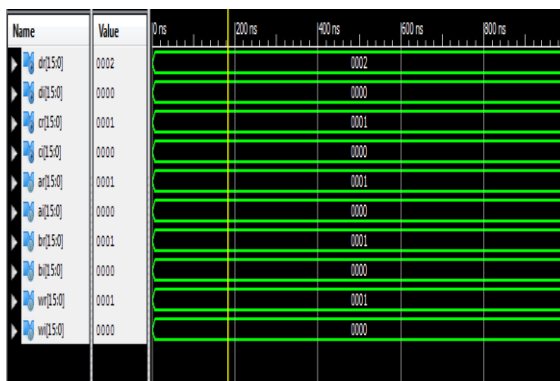 Name Value 0 ns 200 ns 400 ns 600 ns 800 ns
dr[15:0] 0002 0002
di[15:0] 0000 0000
cr[15:0] 0001 0001
ci[15:0] 0000 0000
ar[15:0] 0001 0001
ai[15:0] 0000 0000
br[15:0] 0001 0001
bi[15:0] 0000 0000
wr[15:0] 0001 0001
wi[15:0] 0000 0000